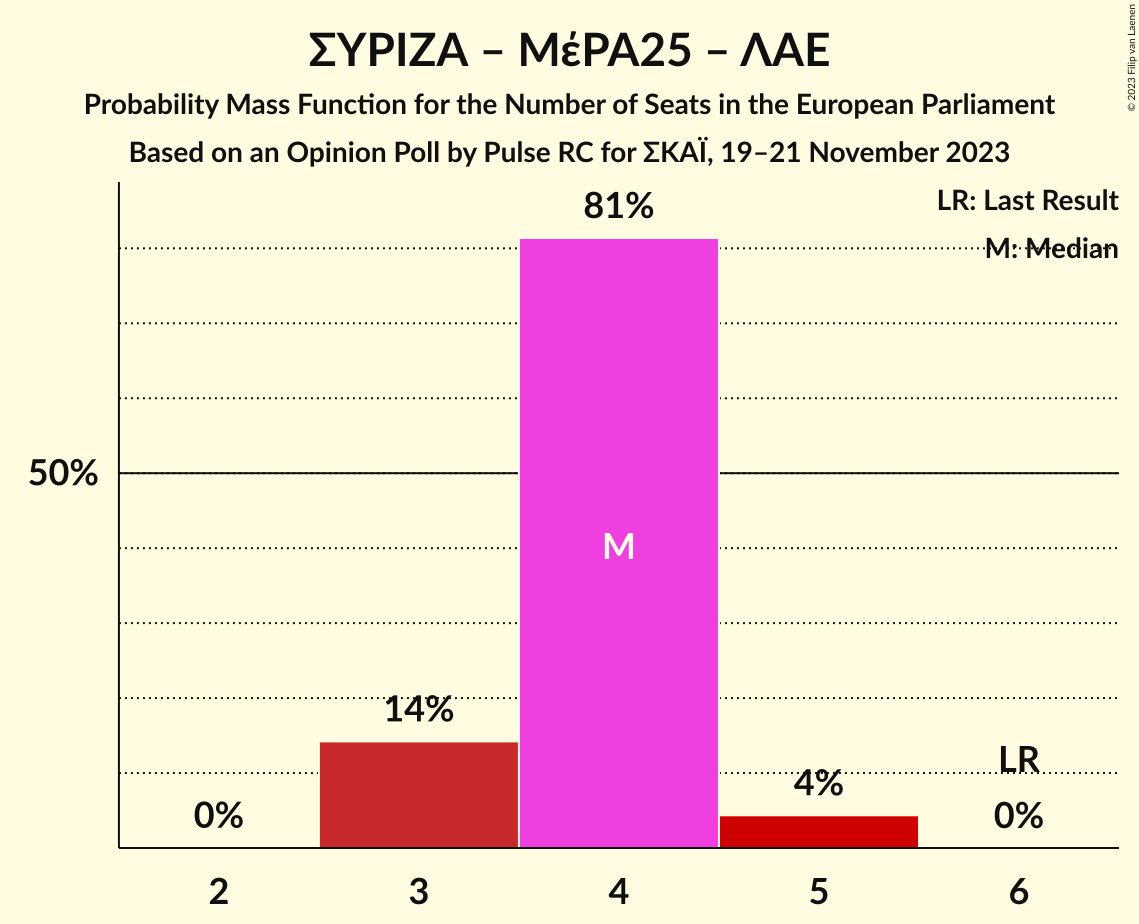 ΣΥΡΙΖΑ – ΜέΡΑ25 – ΛΑΕ
Probability Mass Function for the Number of Seats in the European Parliament
Based on an Opinion Poll by Pulse RC for ΣΚΑΪ, 19–21 November 2023
© 2023 Filip van Laenen
LR: Last Result
M: Median
81%
50%
M
14%
LR
4%
0%
0%
2 3 4 5 6